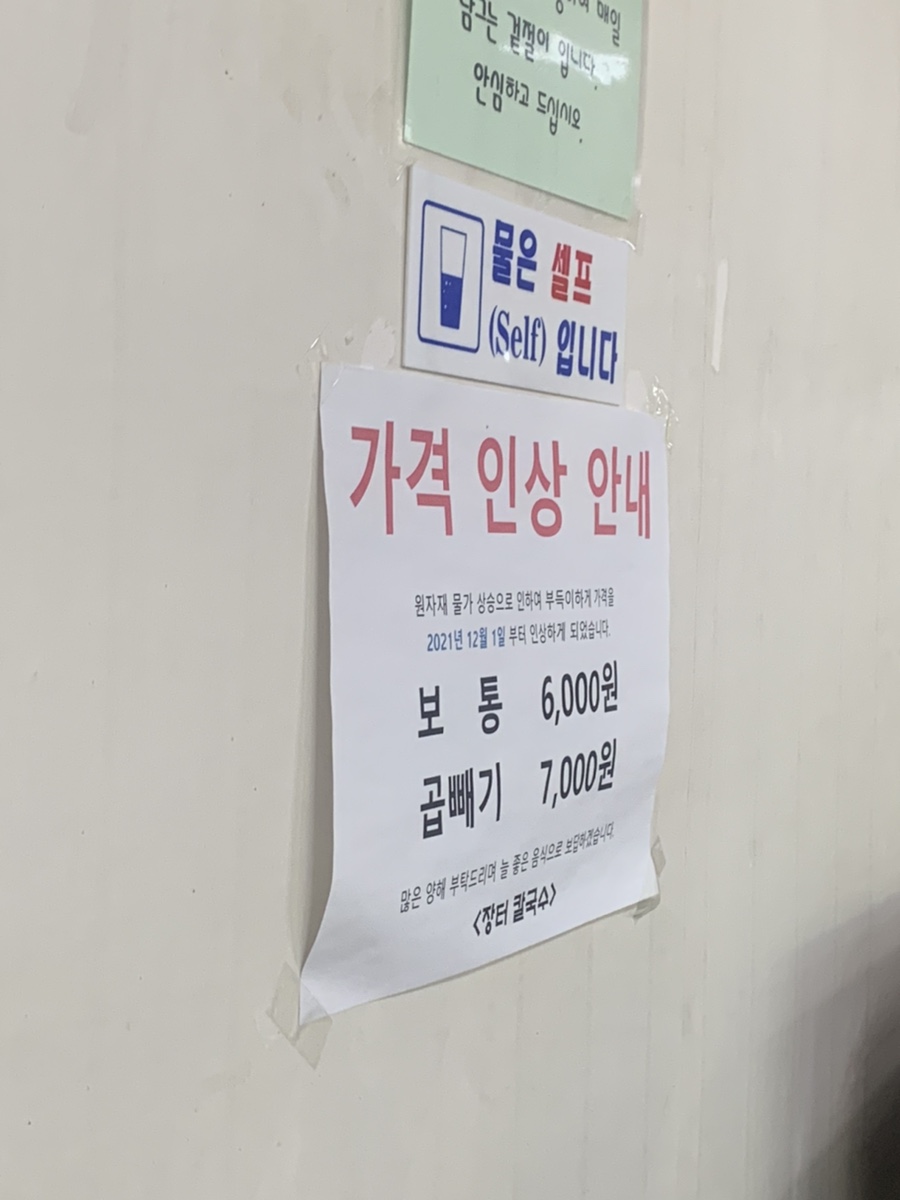 매일
담그는 겉절이 입니다.
안심하고 드십시오.
물은 셀프
(Self) 입니다
가격 인상 안내
원자재 물가 상승으로 인하여 부득이하게 가격을
2021년 12월 1일 부터 인상하게 되었습니다.
보 통 6,000원
곱빼기 7,000원
많은 양해 부탁드리며 늘 좋은 음식으로 보답하겠습니다.
<장터 칼국수>